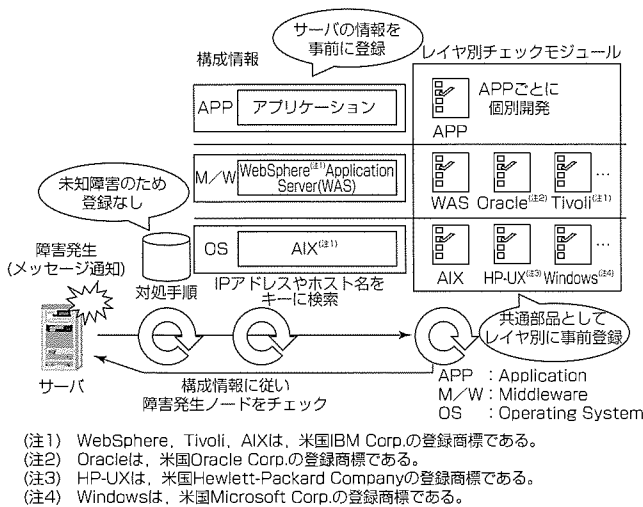 サーバの情報を
事前に登録
構成情報
レイヤ別チェックモジュール
APP アプリケーション
APPごとに
個別開発
APP
M/W WebSphere(注1)Application
Server(WAS)
WAS Oracle(注2) Tivoli(注1)
…
未知障害のため
登録なし
OS AIX(注1)
AIX HP-UX(注3) Windows(注4)
…
障害発生
(メッセージ通知)
対処手順
IPアドレスやホスト名を
キーに検索
共通部品として
レイヤ別に事前登録
サーバ
構成情報に従い
障害発生ノードをチェック
APP : Application
M/W : Middleware
OS : Operating System
(注1) WebSphere，Tivoli，AIXは，米国IBM Corp.の登録商標である。
(注2) Oracleは，米国Oracle Corp.の登録商標である。
(注3) HP-UXは，米国Hewlett-Packard Companyの登録商標である。
(注4) Windowsは，米国Microsoft Corp.の登録商標である。